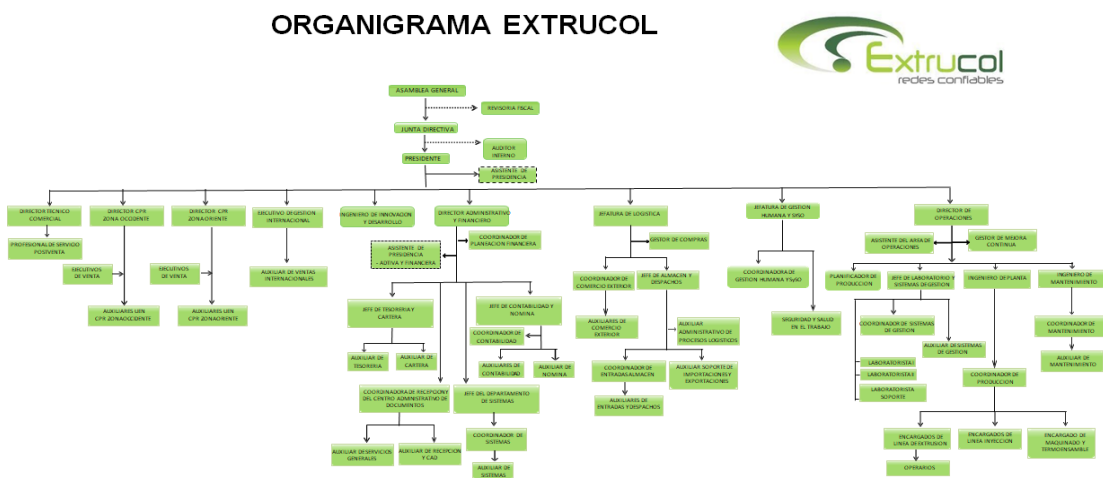 ORGANIGRAMA EXTRUCOL
Extrucol
redes confiables
ASAMBLEA GENERAL
REVISORIA FISCAL
JUNTA DIRECTIVA
AUDITOR
INTERNO
PRESIDENTE
ASISTENTE DE
PRESIDENCIA
DIRECTOR TECNICO
COMERCIAL
DIRECTOR CPR
ZONA OCCIDENTE
DIRECTOR CPR
ZONAORIENTE
EJECUTIVO DE GESTION
INTERNACIONAL
INGENIERO DE INNOVACION
Y DESARROLLO
DIRECTOR ADMINISTRATIVO
Y FINANCIERO
JEFATURA DE LOGISTICA
JEFATURA DE GESTION
HUMANA Y SISO
DIRECTOR DE
OPERACIONES
PROFESIONAL DE SERVICIO
POSTVENTA
EJECUTIVOS
DE VENTA
EJECUTIVOS
DE VENTA
AUXILIAR DE VENTAS
INTERNACIONALES
AUXILIARES UEN
CPR ZONAOCCIDENTE
AUXILIARES UEN
CPR ZONAORIENTE
COORDINADOR
DE PLANEACION FINANCIERA
ASISTENTE DE
PRESIDENCIA
- ADTIVA Y FINANCIERA
GESTOR DE COMPRAS
ASISTENTE DEL AREA DE
OPERACIONES
GESTOR DE MEJORA
CONTINUA
COORDINADOR DE
COMERCIO EXTERIOR
JEFE DE ALMACEN Y
DESPACHOS
COORDINADORA DE
GESTION HUMANA Y SySO
PLANIFICADOR DE
PRODUCCION
JEFE DE LABORATORIO Y
SISTEMAS DE GESTION
INGENIERO DE PLANTA
INGENIERO DE
MANTENIMIENTO
JEFE DE TESORERIA Y
CARTERA
JEFE DE CONTABILIDAD Y
NOMINA
AUXILIARES DE
COMERCIO
EXTERIOR
AUXILIAR
ADMINISTRATIVO DE
PROCESOS LOGISTICOS
SEGURIDAD Y SALUD
EN EL TRABAJO
COORDINADOR DE SISTEMAS
DE GESTION
COORDINADOR DE
MANTENIMIENTO
COORDINADOR DE
CONTABILIDAD
AUXILIAR DE SISTEMAS
DE GESTION
AUXILIAR DE
TESORERIA
AUXILIAR DE
CARTERA
AUXILIARES DE
CONTABILIDAD
AUXILIAR DE
NOMINA
COORDINADOR DE
ENTRADAS ALMACÉN
AUXILIAR SOPORTE DE
IMPORTACIONES Y
EXPORTACIONES
LABORATORISTA I
LABORATORISTA II
LABORATORISTA
SOPORTE
COORDINADOR DE
PRODUCCION
AUXILIAR DE
MANTENIMIENTO
COORDINADORA DE RECEPCION Y
DEL CENTRO ADMINISTRATIVO DE
DOCUMENTOS
JEFE DEL DEPARTAMENTO
DE SISTEMAS
AUXILIARES DE
ENTRADAS Y DESPACHOS
AUXILIAR DE SERVICIOS
GENERALES
AUXILIAR DE RECEPCION
Y CAD
COORDINADOR DE
SISTEMAS
AUXILIAR DE
SISTEMAS
ENCARGADOS DE
LINEA DE EXTRUSION
ENCARGADOS DE
LINEA INYECCION
ENCARGADO DE
MAQUINADO Y
TERMOENSAMBLE
OPERARIOS